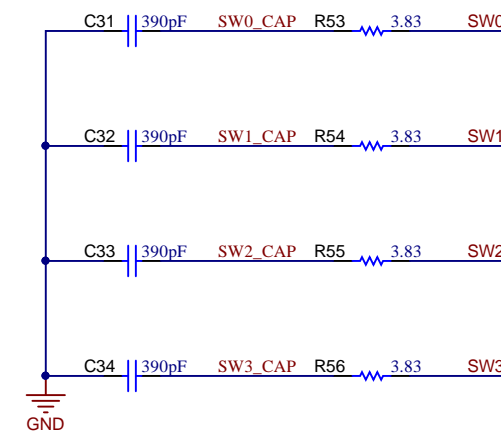 C31 390pF SW0_CAP R53 3.83 SW0
C32 390pF SW1_CAP R54 3.83 SW1
C33 390pF SW2_CAP R55 3.83 SW2
C34 390pF SW3_CAP R56 3.83 SW3
GND